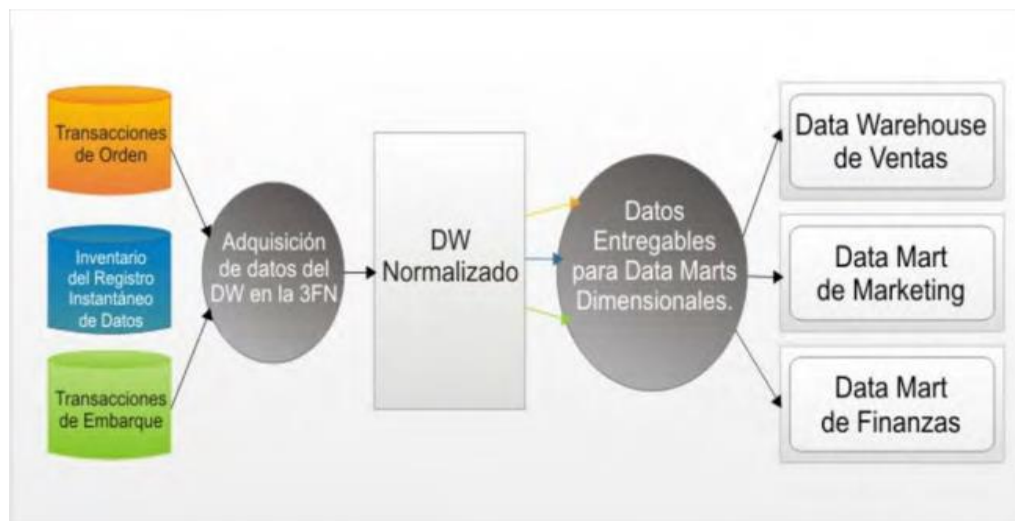 Transacciones
de Orden
Inventario
del Registro
Instantáneo
de Datos
Transacciones
de Embarque
Adquisición
de datos del
DW en la 3FN
DW
Normalizado
Datos
Entregables
para Data Marts
Dimensionales.
Data Warehouse
de Ventas
Data Mart
de Marketing
Data Mart
de Finanzas